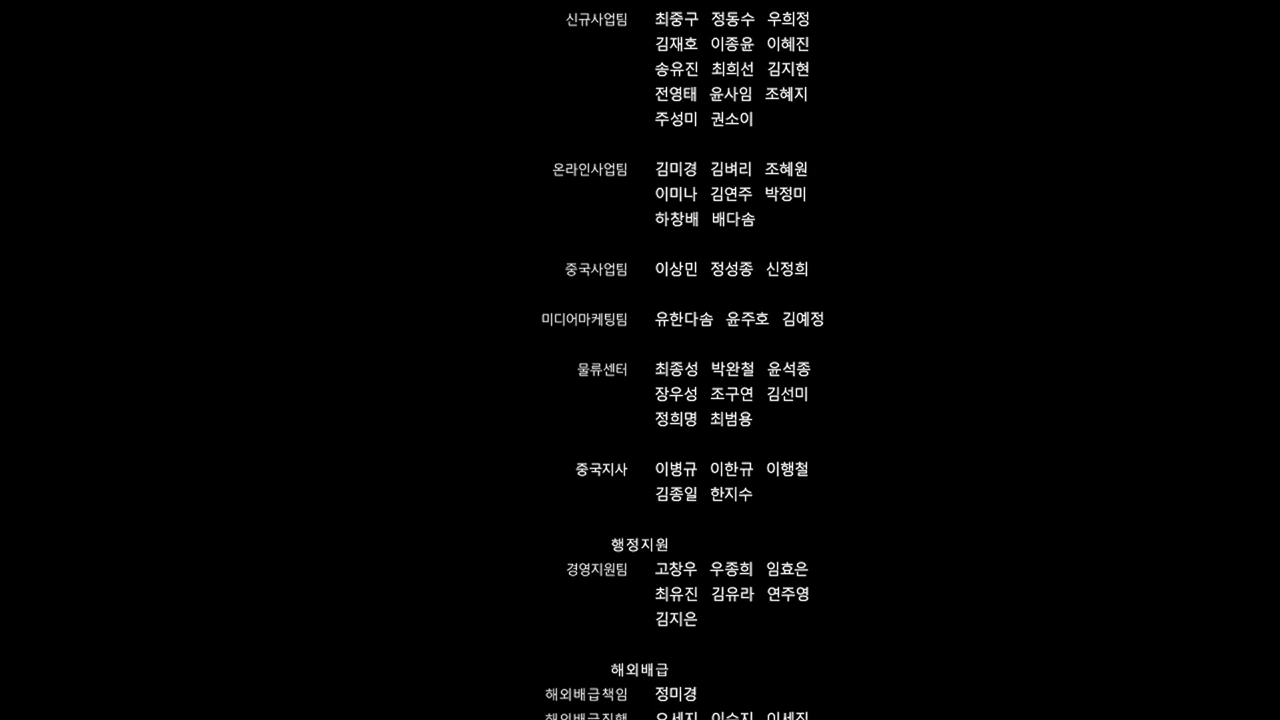 신규사업팀 최중구 정동수 우희정
김재호 이종윤 이혜진
송유진 최희선 김지현
전영태 윤사임 조혜지
주성미 권소이
온라인사업팀 김미경 김벼리 조혜원
이미나 김연주 박정미
하창배 배다솜
중국사업팀 이상민 정성종 신정희
미디어마케팅팀 유한다솜 윤주호 김예정
물류센터 최종성 박완철 윤석종
장우성 조구연 김선미
정희명 최범용
중국지사 이병규 이한규 이행철
김종일 한지수
행정지원
경영지원팀 고창우 우종희 임효은
최유진 김유라 연주영
김지은
해외배급
해외배급책임 정미경